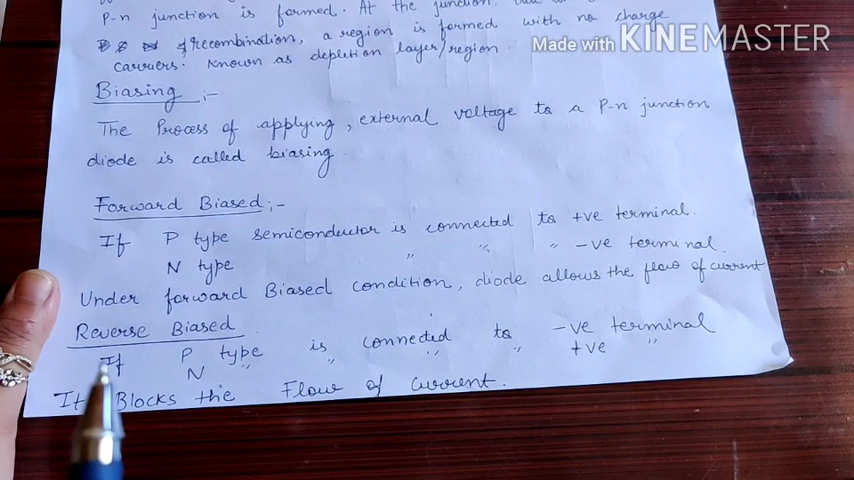 P-n junction is formed. At the junction
recombination, a region is formed with no charge
carriers. Known as depletion layer/region.
Made with KINEMASTER
Biasing :-
The Process of applying, external voltage to a P-n junction
diode is called biasing
Forward Biased :-
If P type semiconductor is connected to +ve terminal.
N type " " " -ve terminal.
Under forward Biased condition, diode allows the flow of current
Reverse Biased
If P type is connected to -ve terminal
N " " " " +ve "
It Blocks the Flow of current.